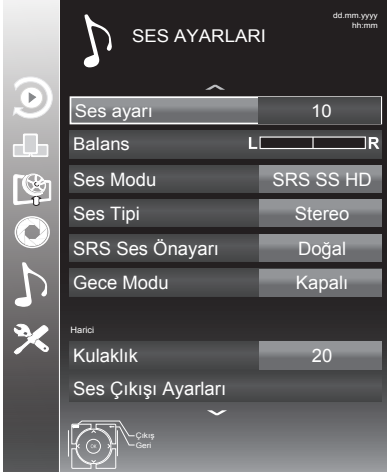 SES AYARLARI
dd.mm.yyyy
hh:mm
Ses ayarı 10
Balans L R
Ses Modu SRS SS HD
Ses Tipi Stereo
SRS Ses Önayarı Doğal
Gece Modu Kapalı
Harici
Kulaklık 20
Ses Çıkışı Ayarları
Çıkış
Geri
OK